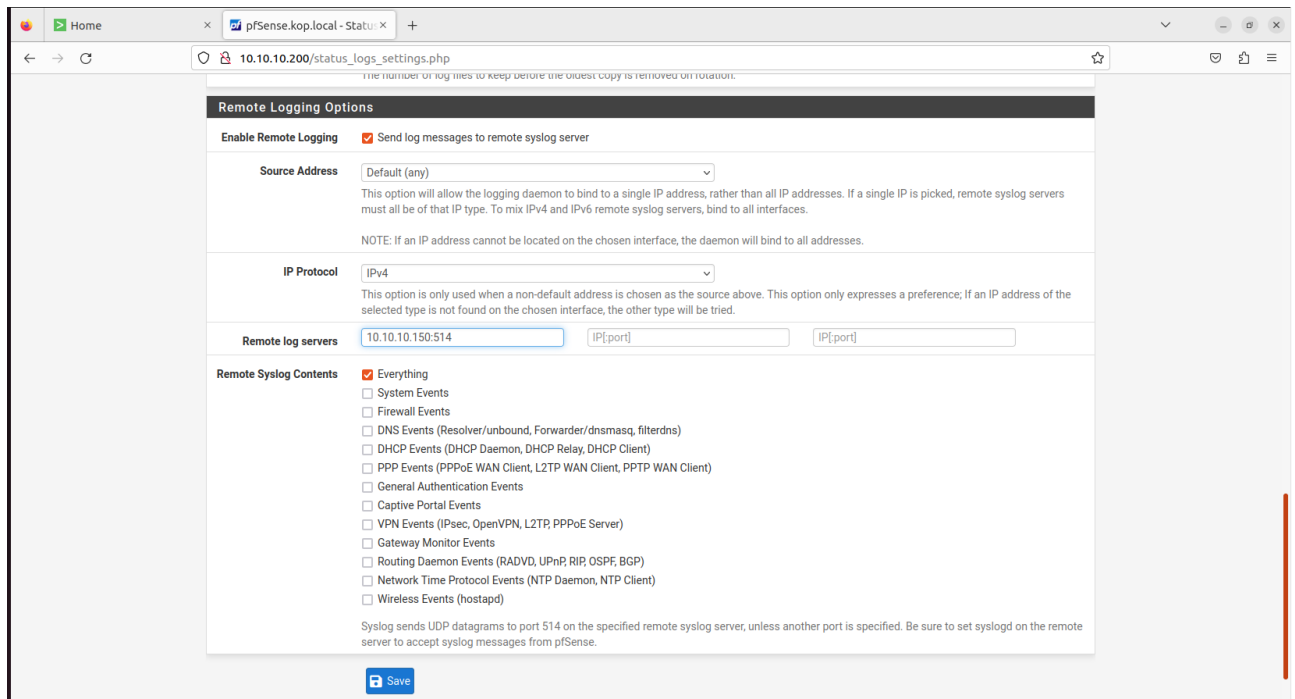 Home
pfSense.kop.local - Status
10.10.10.200/status_logs_settings.php
The number of log files to keep before the oldest copy is removed on rotation.
Remote Logging Options
Enable Remote Logging
Send log messages to remote syslog server
Source Address
Default (any)
This option will allow the logging daemon to bind to a single IP address, rather than all IP addresses. If a single IP is picked, remote syslog servers
must all be of that IP type. To mix IPv4 and IPv6 remote syslog servers, bind to all interfaces.
NOTE: If an IP address cannot be located on the chosen interface, the daemon will bind to all addresses.
IP Protocol
IPv4
This option is only used when a non-default address is chosen as the source above. This option only expresses a preference; If an IP address of the
selected type is not found on the chosen interface, the other type will be tried.
Remote log servers
10.10.10.150:514
IP[:port]
IP[:port]
Remote Syslog Contents
Everything
System Events
Firewall Events
DNS Events (Resolver/unbound, Forwarder/dnsmasq, filterdns)
DHCP Events (DHCP Daemon, DHCP Relay, DHCP Client)
PPP Events (PPPoE WAN Client, L2TP WAN Client, PPTP WAN Client)
General Authentication Events
Captive Portal Events
VPN Events (IPsec, OpenVPN, L2TP, PPPoE Server)
Gateway Monitor Events
Routing Daemon Events (RADVD, UPnP, RIP, OSPF, BGP)
Network Time Protocol Events (NTP Daemon, NTP Client)
Wireless Events (hostapd)
Syslog sends UDP datagrams to port 514 on the specified remote syslog server, unless another port is specified. Be sure to set syslogd on the remote
server to accept syslog messages from pfSense.
Save